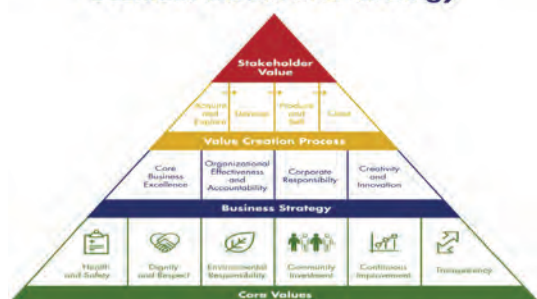 Stakeholder
Value
Acquire
and
Explore
Produce
and
Sell
Value Creation Process
Core
Business
Excellence
Organizational
Effectiveness
and
Accountability
Corporate
Responsibility
Creativity
and
Innovation
Business Strategy
Health
and Safety
Dignity
and Respect
Environmental
Responsibility
Community
Investment
Continuous
Improvement
Transparency
Core Values